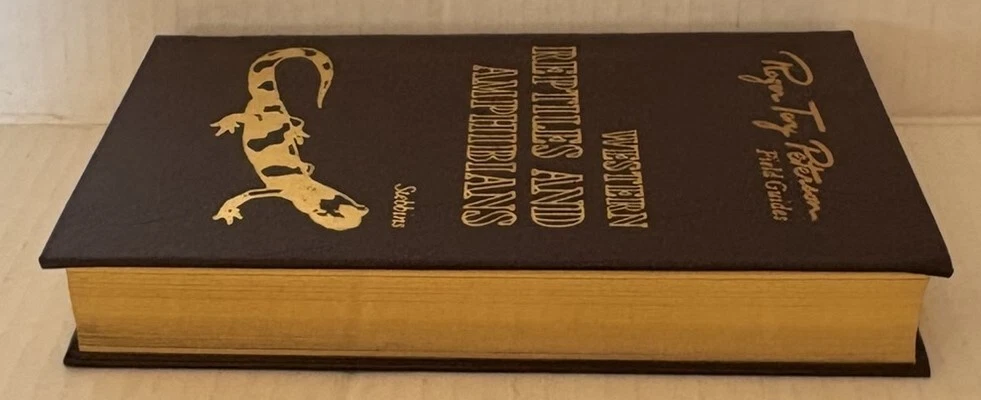 Roger Tory Peterson
Field Guides
WESTERN
REPTILES AND
AMPHIBIANS
Stebbins